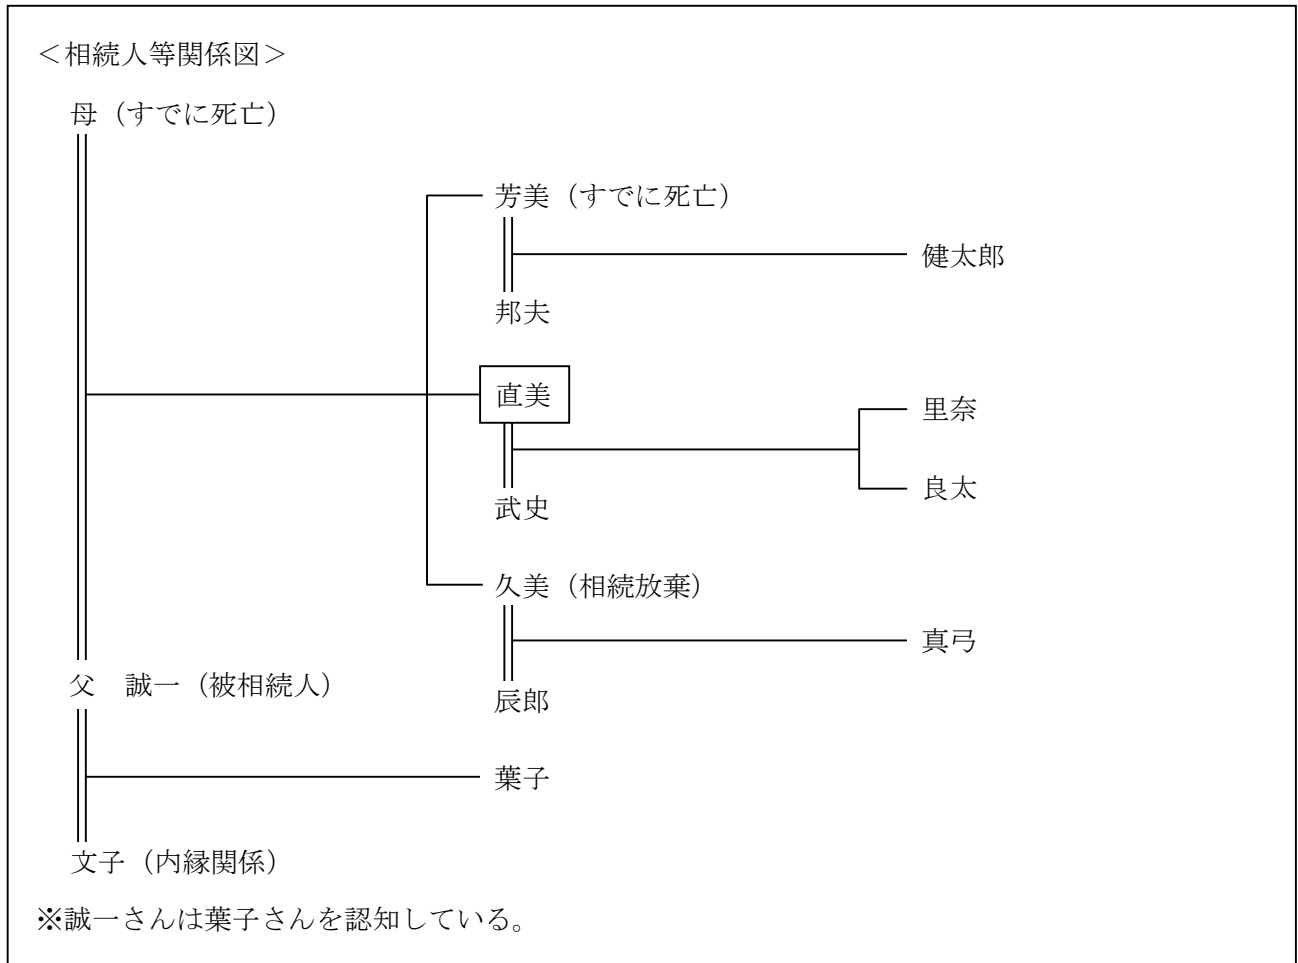 ＜相続人等関係図＞
母（すでに死亡）
芳美（すでに死亡）
健太郎
邦夫
直美
里奈
良太
武史
久美（相続放棄）
真弓
父　誠一（被相続人）
辰郎
葉子
文子（内縁関係）
※誠一さんは葉子さんを認知している。